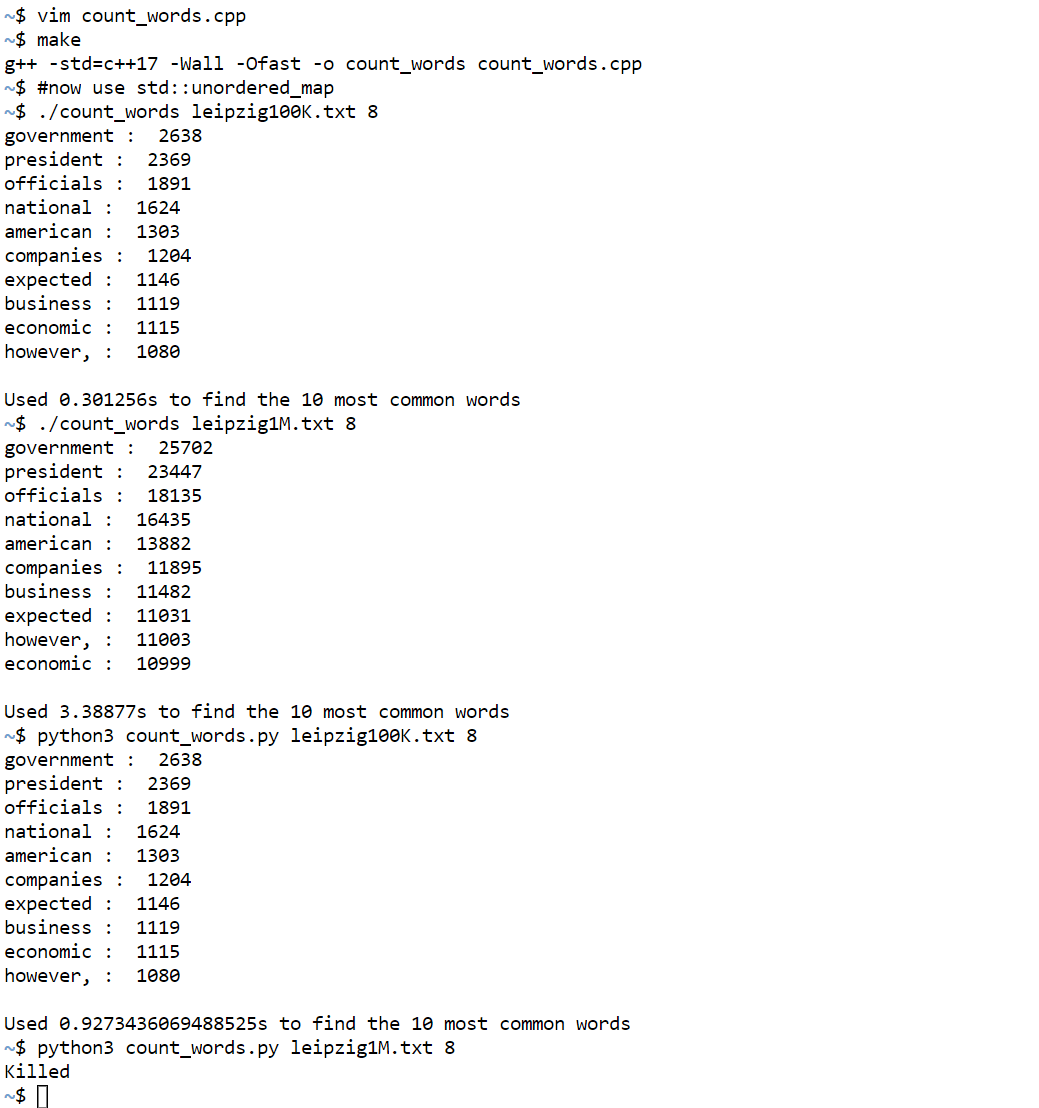 ~$ vim count_words.cpp
~$ make
g++ -std=c++17 -Wall -Ofast -o count_words count_words.cpp
~$ #now use std::unordered_map
~$ ./count_words leipzig100K.txt 8
government :  2638
president :  2369
officials :  1891
national :  1624
american :  1303
companies :  1204
expected :  1146
business :  1119
economic :  1115
however, :  1080

Used 0.301256s to find the 10 most common words
~$ ./count_words leipzig1M.txt 8
government :  25702
president :  23447
officials :  18135
national :  16435
american :  13882
companies :  11895
business :  11482
expected :  11031
however, :  11003
economic :  10999

Used 3.38877s to find the 10 most common words
~$ python3 count_words.py leipzig100K.txt 8
government :  2638
president :  2369
officials :  1891
national :  1624
american :  1303
companies :  1204
expected :  1146
business :  1119
economic :  1115
however, :  1080

Used 0.9273436069488525s to find the 10 most common words
~$ python3 count_words.py leipzig1M.txt 8
Killed
~$